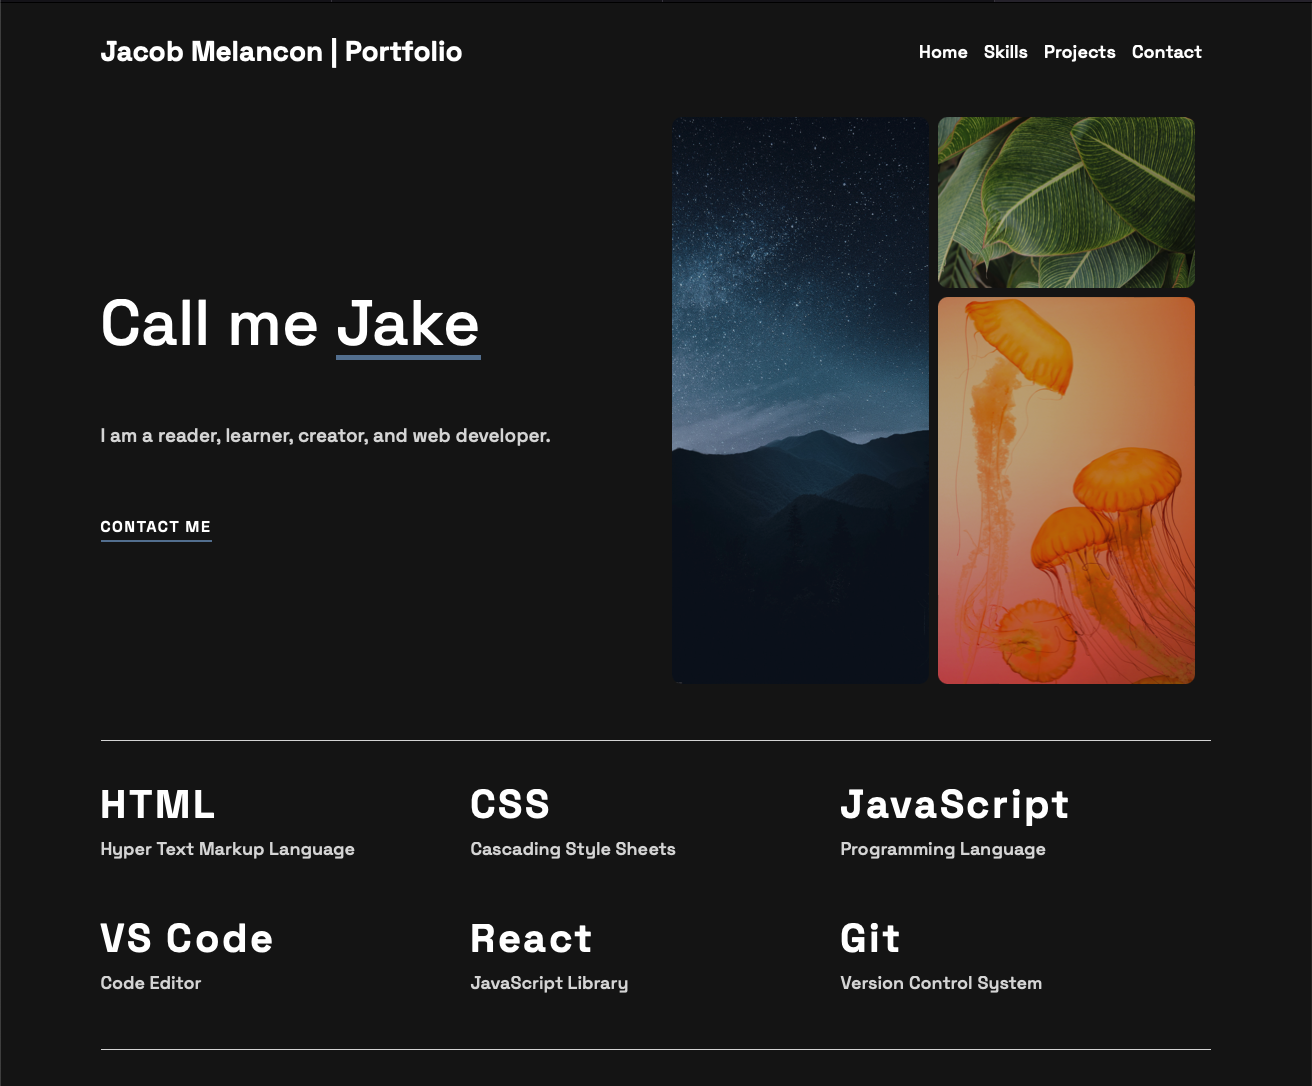 Jacob Melancon | Portfolio
Home Skills Projects Contact
Call me Jake
I am a reader, learner, creator, and web developer.
CONTACT ME
HTML
Hyper Text Markup Language
CSS
Cascading Style Sheets
JavaScript
Programming Language
VS Code
Code Editor
React
JavaScript Library
Git
Version Control System